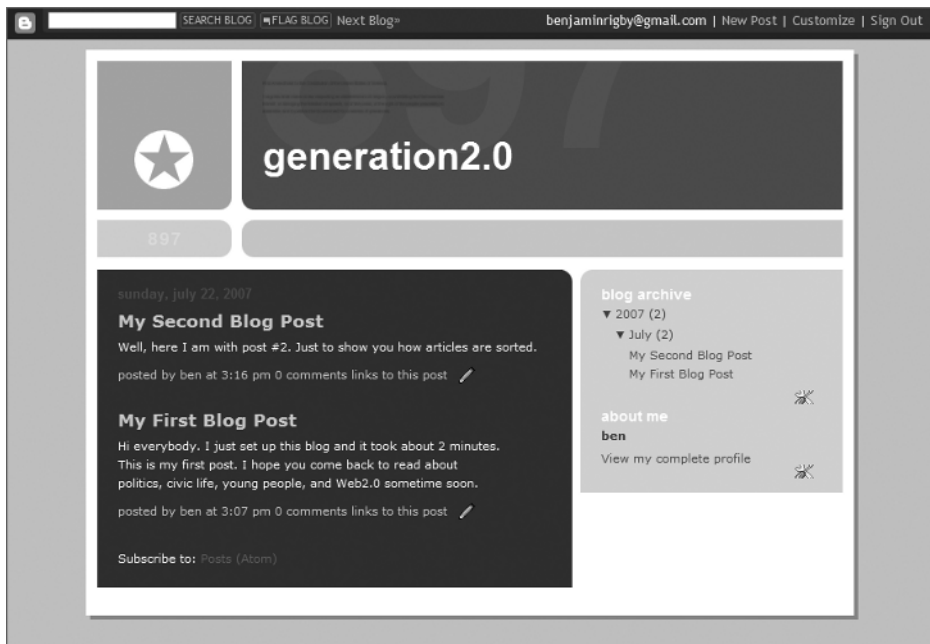 SEARCH BLOG FLAG BLOG Next Blog» benjaminrigby@gmail.com | New Post | Customize | Sign Out
897
generation2.0
897
sunday, july 22, 2007
My Second Blog Post
Well, here I am with post #2. Just to show you how articles are sorted.
posted by ben at 3:16 pm 0 comments links to this post
My First Blog Post
Hi everybody. I just set up this blog and it took about 2 minutes.
This is my first post. I hope you come back to read about
politics, civic life, young people, and Web2.0 sometime soon.
posted by ben at 3:07 pm 0 comments links to this post
Subscribe to: Posts (Atom)
blog archive
▼ 2007 (2)
▼ July (2)
My Second Blog Post
My First Blog Post
about me
ben
View my complete profile